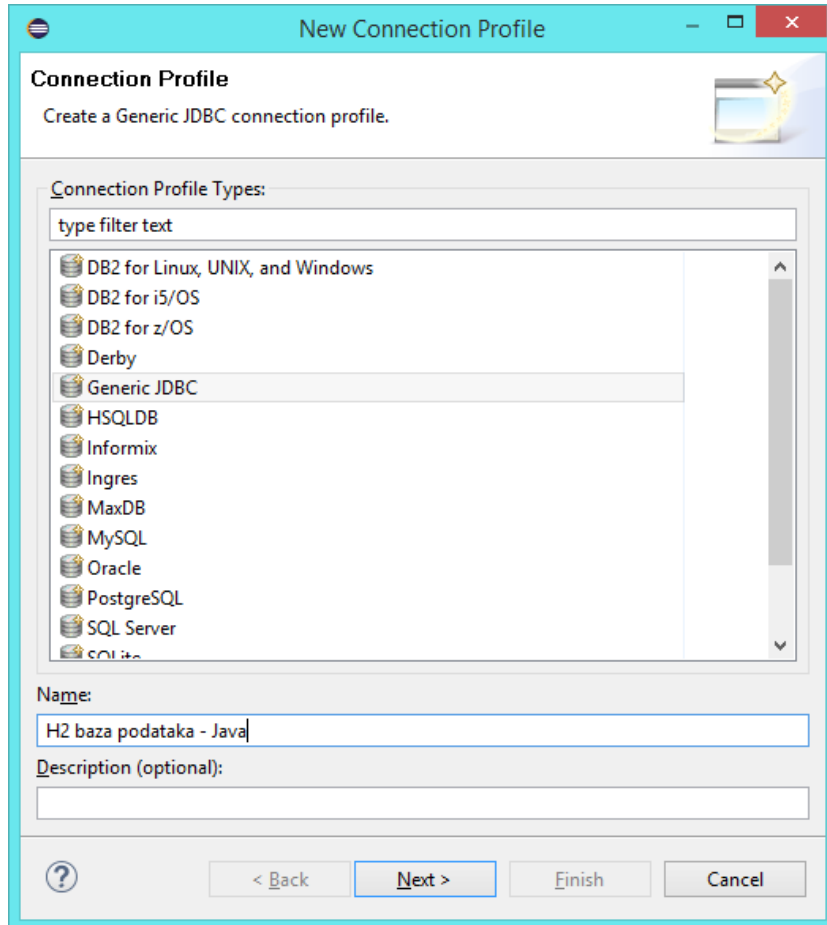 New Connection Profile
Connection Profile
Create a Generic JDBC connection profile.
Connection Profile Types:
type filter text
DB2 for Linux, UNIX, and Windows
DB2 for i5/OS
DB2 for z/OS
Derby
Generic JDBC
HSQLDB
Informix
Ingres
MaxDB
MySQL
Oracle
PostgreSQL
SQL Server
SQLite
Name:
H2 baza podataka - Java
Description (optional):
?
< Back
Next >
Finish
Cancel